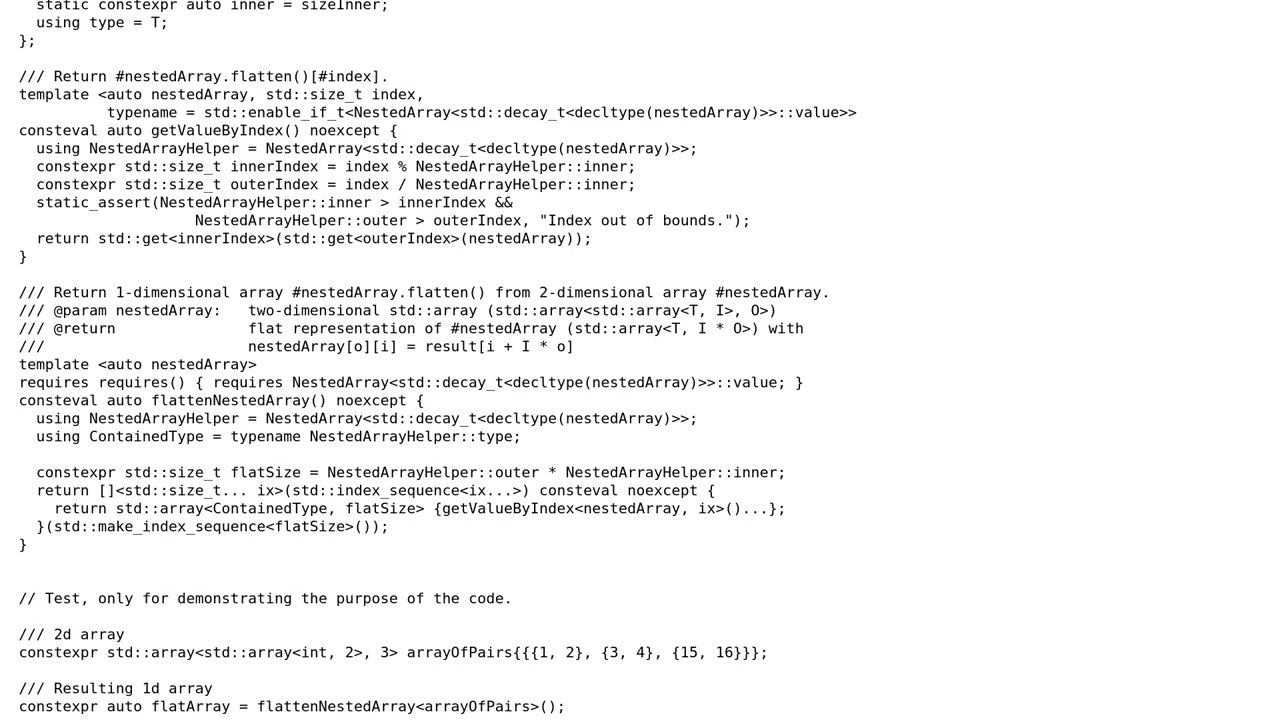 static constexpr auto inner = sizeInner;
  using type = T;
};

/// Return #nestedArray.flatten()[#index].
template <auto nestedArray, std::size_t index,
          typename = std::enable_if_t<NestedArray<std::decay_t<decltype(nestedArray)>>::value>>
consteval auto getValueByIndex() noexcept {
  using NestedArrayHelper = NestedArray<std::decay_t<decltype(nestedArray)>>;
  constexpr std::size_t innerIndex = index % NestedArrayHelper::inner;
  constexpr std::size_t outerIndex = index / NestedArrayHelper::inner;
  static_assert(NestedArrayHelper::inner > innerIndex &&
                    NestedArrayHelper::outer > outerIndex, "Index out of bounds.");
  return std::get<innerIndex>(std::get<outerIndex>(nestedArray));
}

/// Return 1-dimensional array #nestedArray.flatten() from 2-dimensional array #nestedArray.
/// @param nestedArray:   two-dimensional std::array (std::array<std::array<T, I>, O>)
/// @return               flat representation of #nestedArray (std::array<T, I * O>) with
///                       nestedArray[o][i] = result[i + I * o]
template <auto nestedArray>
requires requires() { requires NestedArray<std::decay_t<decltype(nestedArray)>>::value; }
consteval auto flattenNestedArray() noexcept {
  using NestedArrayHelper = NestedArray<std::decay_t<decltype(nestedArray)>>;
  using ContainedType = typename NestedArrayHelper::type;

  constexpr std::size_t flatSize = NestedArrayHelper::outer * NestedArrayHelper::inner;
  return []<std::size_t... ix>(std::index_sequence<ix...>) consteval noexcept {
    return std::array<ContainedType, flatSize> {getValueByIndex<nestedArray, ix>()...};
  }(std::make_index_sequence<flatSize>());
}


// Test, only for demonstrating the purpose of the code.

/// 2d array
constexpr std::array<std::array<int, 2>, 3> arrayOfPairs{{{1, 2}, {3, 4}, {15, 16}}};

/// Resulting 1d array
constexpr auto flatArray = flattenNestedArray<arrayOfPairs>();